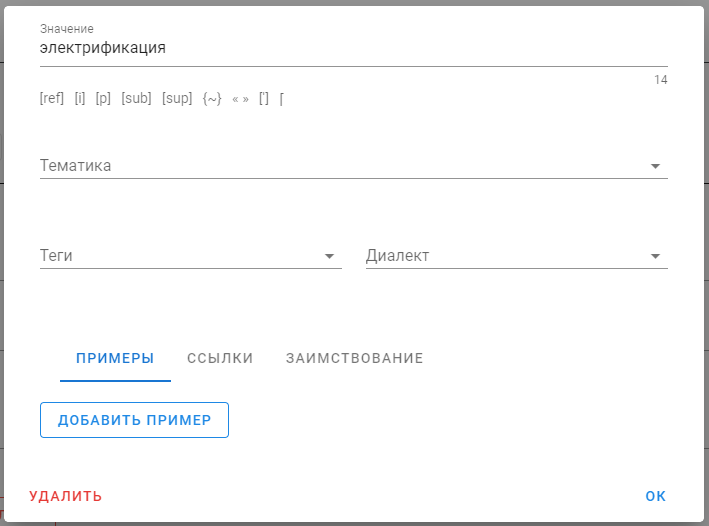 Значение
электрификация
14
[ref] [i] [p] [sub] [sup] {~} « » ['] [
Тематика
Теги Диалект
ПРИМЕРЫ ССЫЛКИ ЗАИМСТВОВАНИЕ
ДОБАВИТЬ ПРИМЕР
УДАЛИТЬ ОК